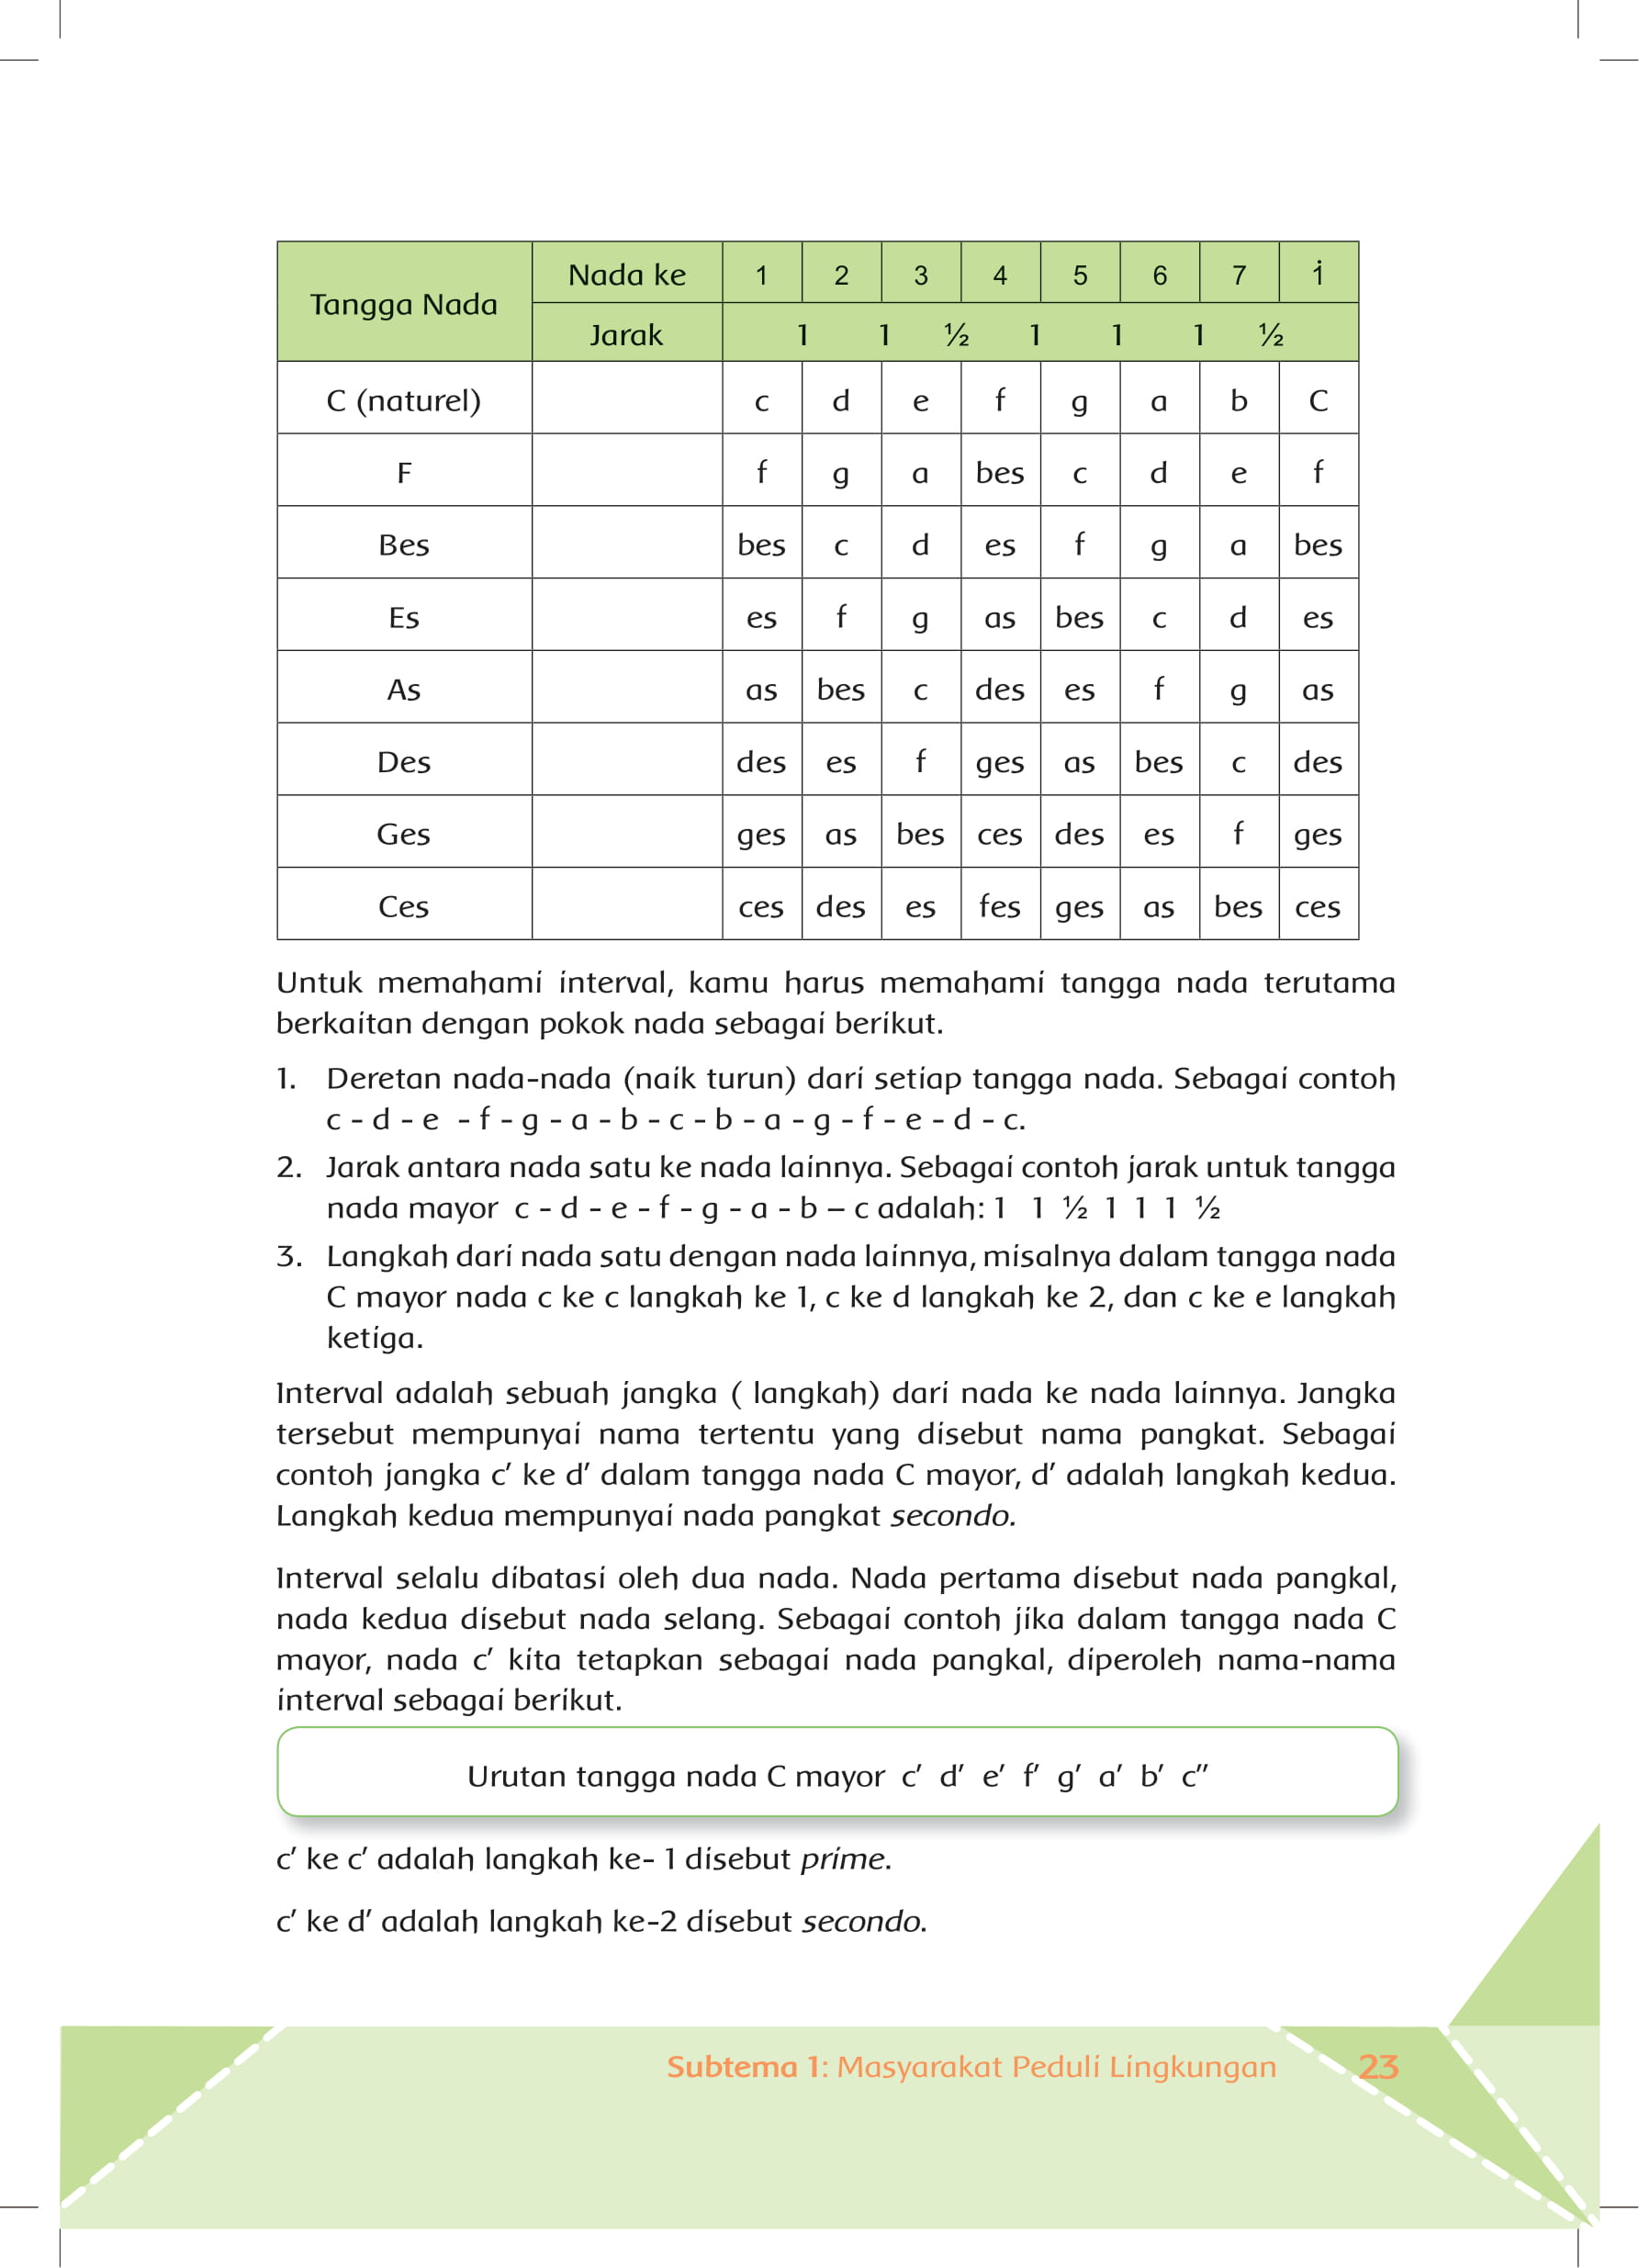 Tangga Nada Nada ke 1 2 3 4 5 6 7 i̇
Jarak 1 1 ½ 1 1 1 ½
C (naturel) c d e f g a b C
F f g a bes c d e f
Bes bes c d es f g a bes
Es es f g as bes c d es
As as bes c des es f g as
Des des es f ges as bes c des
Ges ges as bes ces des es f ges
Ces ces des es fes ges as bes ces
Untuk memahami interval, kamu harus memahami tangga nada terutama
berkaitan dengan pokok nada sebagai berikut.
1. Deretan nada-nada (naik turun) dari setiap tangga nada. Sebagai contoh
c - d - e - f - g - a - b - c - b - a - g - f - e - d - c.
2. Jarak antara nada satu ke nada lainnya. Sebagai contoh jarak untuk tangga
nada mayor c - d - e - f - g - a - b – c adalah: 1 1 ½ 1 1 1 ½
3. Langkah dari nada satu dengan nada lainnya, misalnya dalam tangga nada
C mayor nada c ke c langkah ke 1, c ke d langkah ke 2, dan c ke e langkah
ketiga.
Interval adalah sebuah jangka ( langkah) dari nada ke nada lainnya. Jangka
tersebut mempunyai nama tertentu yang disebut nama pangkat. Sebagai
contoh jangka c’ ke d’ dalam tangga nada C mayor, d’ adalah langkah kedua.
Langkah kedua mempunyai nada pangkat secondo.
Interval selalu dibatasi oleh dua nada. Nada pertama disebut nada pangkal,
nada kedua disebut nada selang. Sebagai contoh jika dalam tangga nada C
mayor, nada c’ kita tetapkan sebagai nada pangkal, diperoleh nama-nama
interval sebagai berikut.
Urutan tangga nada C mayor c’ d’ e’ f’ g’ a’ b’ c”
c’ ke c’ adalah langkah ke- 1 disebut prime.
c’ ke d’ adalah langkah ke-2 disebut secondo.
Subtema 1: Masyarakat Peduli Lingkungan 23